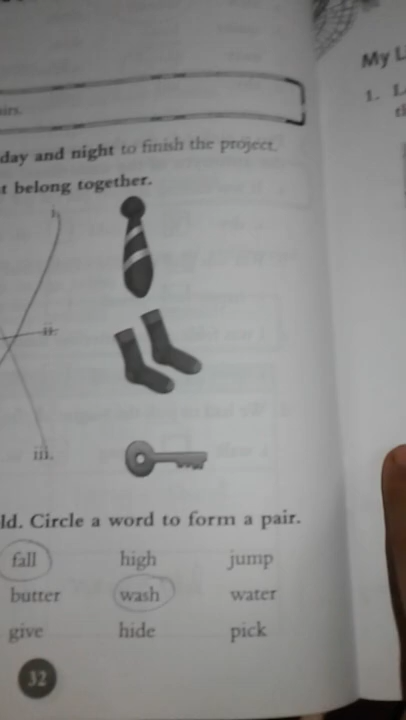 airs.
day and night to finish the project.
t belong together.
i.
ii.
iii.
ld. Circle a word to form a pair.
fall high jump
butter wash water
give hide pick
32
My L
1. L